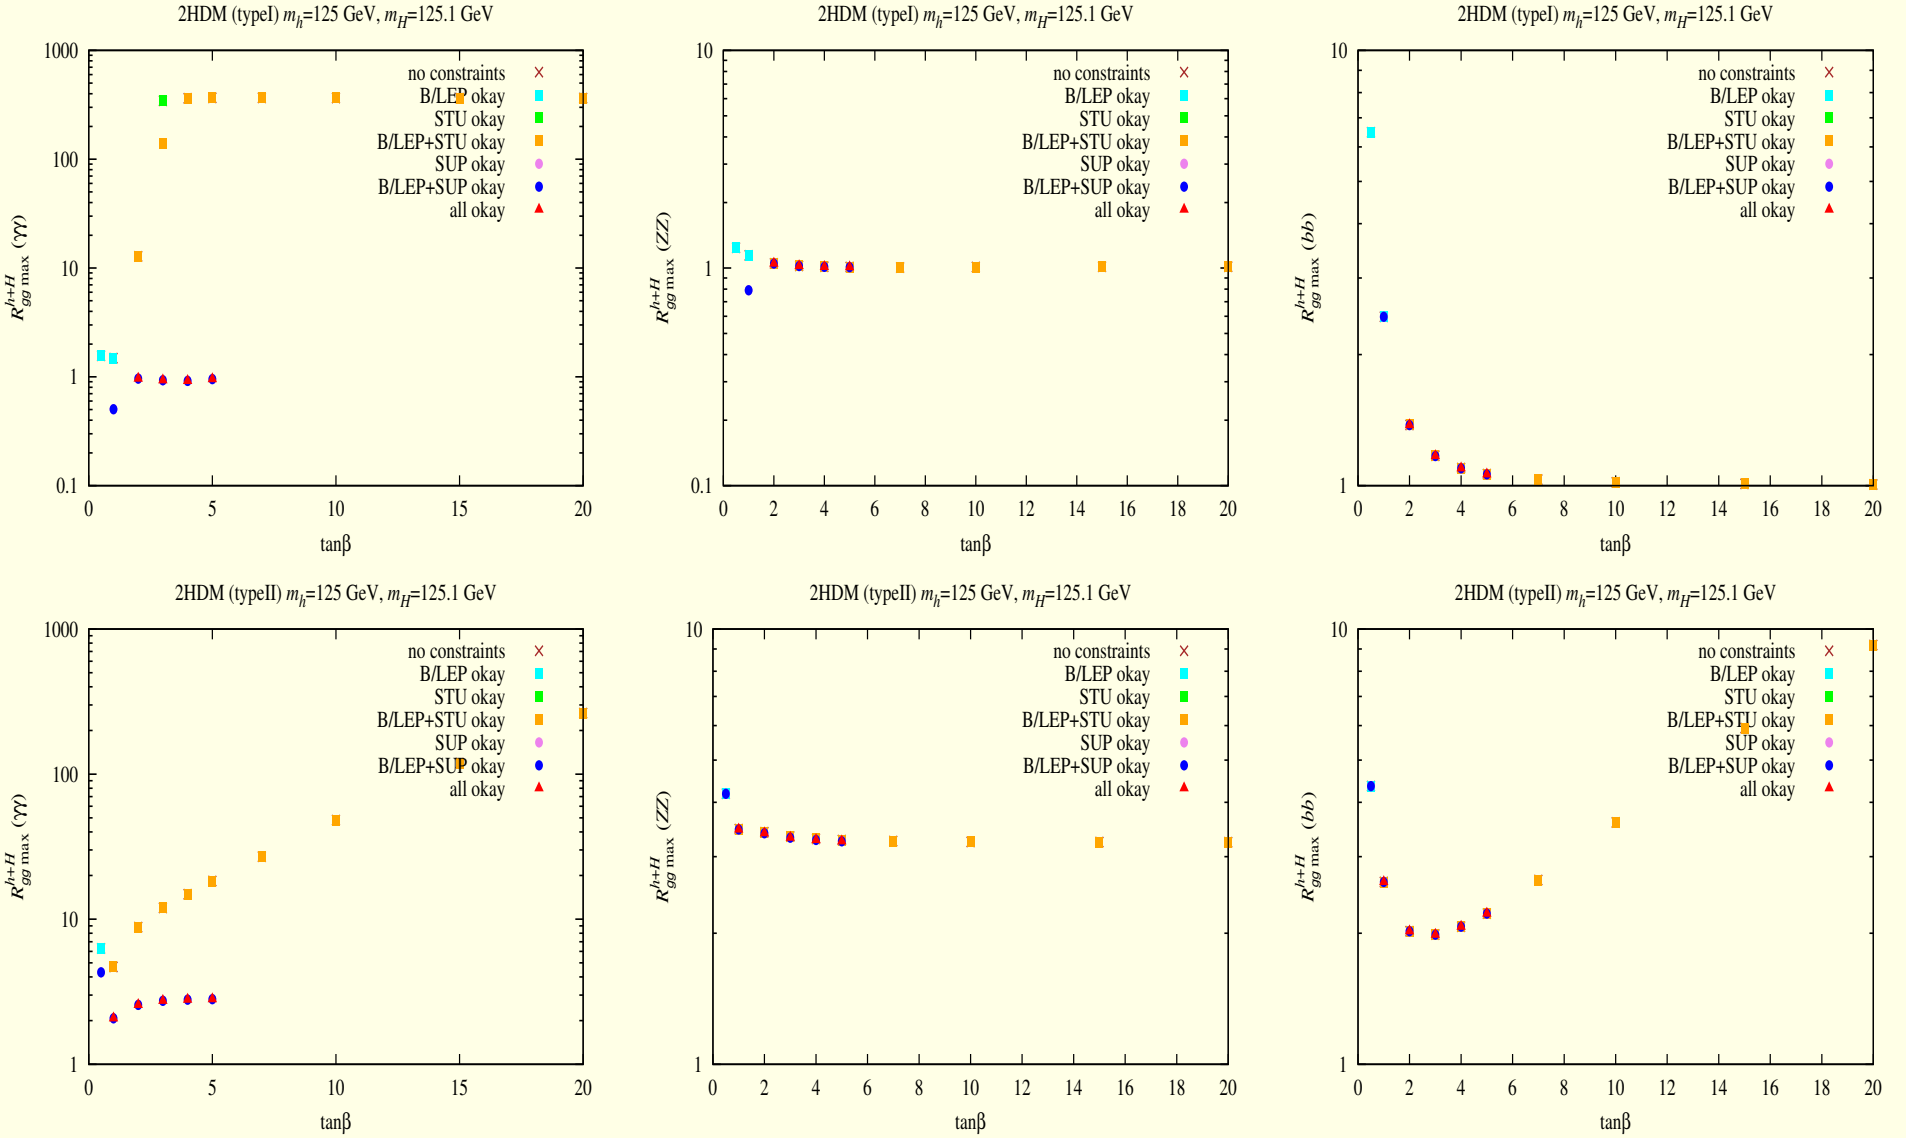 2HDM (typeI) m_h=125 GeV, m_H=125.1 GeV
1000
100
10
1
0.1
R^{h+H}_{gg max} (γγ)
no constraints
B/LEP okay
STU okay
B/LEP+STU okay
SUP okay
B/LEP+SUP okay
all okay
0 5 10 15 20
tanβ
2HDM (typeI) m_h=125 GeV, m_H=125.1 GeV
10
1
0.1
R^{h+H}_{gg max} (ZZ)
no constraints
B/LEP okay
STU okay
B/LEP+STU okay
SUP okay
B/LEP+SUP okay
all okay
0 2 4 6 8 10 12 14 16 18 20
tanβ
2HDM (typeI) m_h=125 GeV, m_H=125.1 GeV
10
1
R^{h+H}_{gg max} (bb)
no constraints
B/LEP okay
STU okay
B/LEP+STU okay
SUP okay
B/LEP+SUP okay
all okay
0 2 4 6 8 10 12 14 16 18 20
tanβ
2HDM (typeII) m_h=125 GeV, m_H=125.1 GeV
1000
100
10
1
R^{h+H}_{gg max} (γγ)
no constraints
B/LEP okay
STU okay
B/LEP+STU okay
SUP okay
B/LEP+SUP okay
all okay
0 5 10 15 20
tanβ
2HDM (typeII) m_h=125 GeV, m_H=125.1 GeV
10
1
R^{h+H}_{gg max} (ZZ)
no constraints
B/LEP okay
STU okay
B/LEP+STU okay
SUP okay
B/LEP+SUP okay
all okay
0 2 4 6 8 10 12 14 16 18 20
tanβ
2HDM (typeII) m_h=125 GeV, m_H=125.1 GeV
10
1
R^{h+H}_{gg max} (bb)
no constraints
B/LEP okay
STU okay
B/LEP+STU okay
SUP okay
B/LEP+SUP okay
all okay
0 2 4 6 8 10 12 14 16 18 20
tanβ